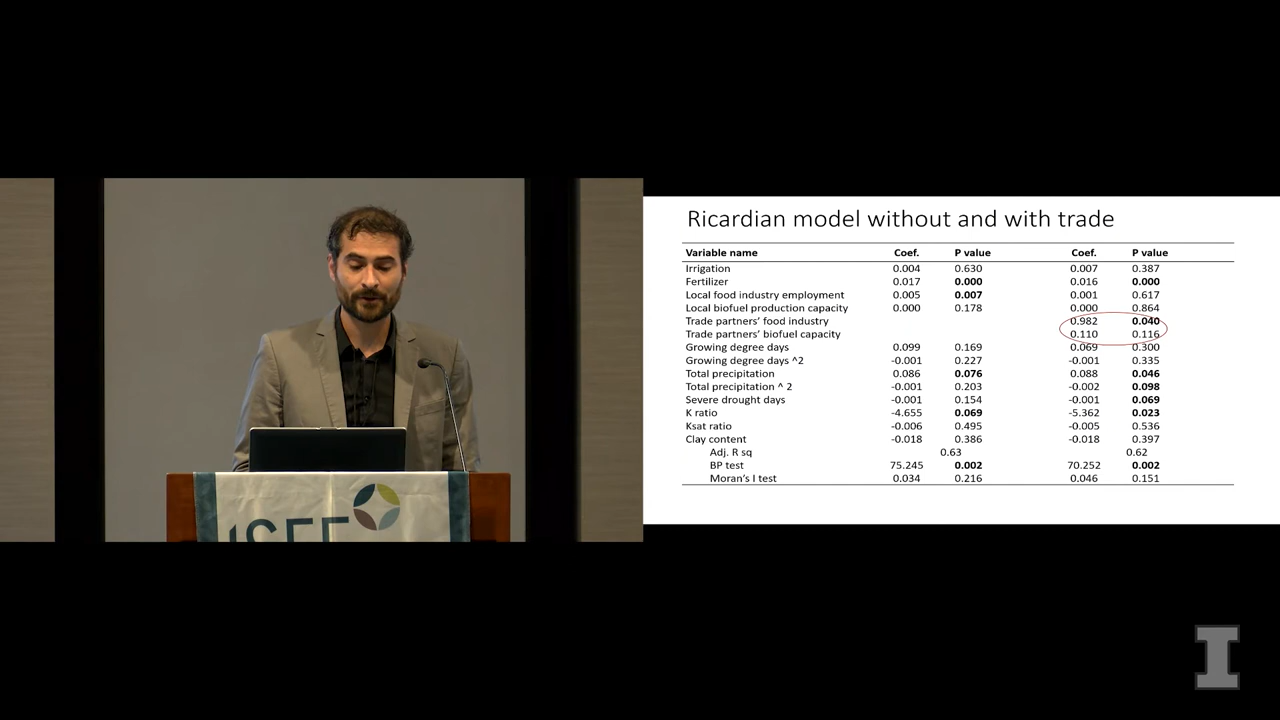 Ricardian model without and with trade
Variable name Coef. P value Coef. P value
Irrigation 0.004 0.630 0.007 0.387
Fertilizer 0.017 0.000 0.016 0.000
Local food industry employment 0.005 0.007 0.001 0.617
Local biofuel production capacity 0.000 0.178 0.000 0.864
Trade partners' food industry 0.982 0.040
Trade partners' biofuel capacity 0.110 0.116
Growing degree days 0.099 0.169 0.069 0.300
Growing degree days ^2 -0.001 0.227 -0.001 0.335
Total precipitation 0.086 0.076 0.088 0.046
Total precipitation ^ 2 -0.001 0.203 -0.002 0.098
Severe drought days -0.001 0.154 -0.001 0.069
K ratio -4.655 0.069 -5.362 0.023
Ksat ratio -0.006 0.495 -0.005 0.536
Clay content -0.018 0.386 -0.018 0.397
Adj. R sq 0.63 0.62
BP test 75.245 0.002 70.252 0.002
Moran's I test 0.034 0.216 0.046 0.151
I